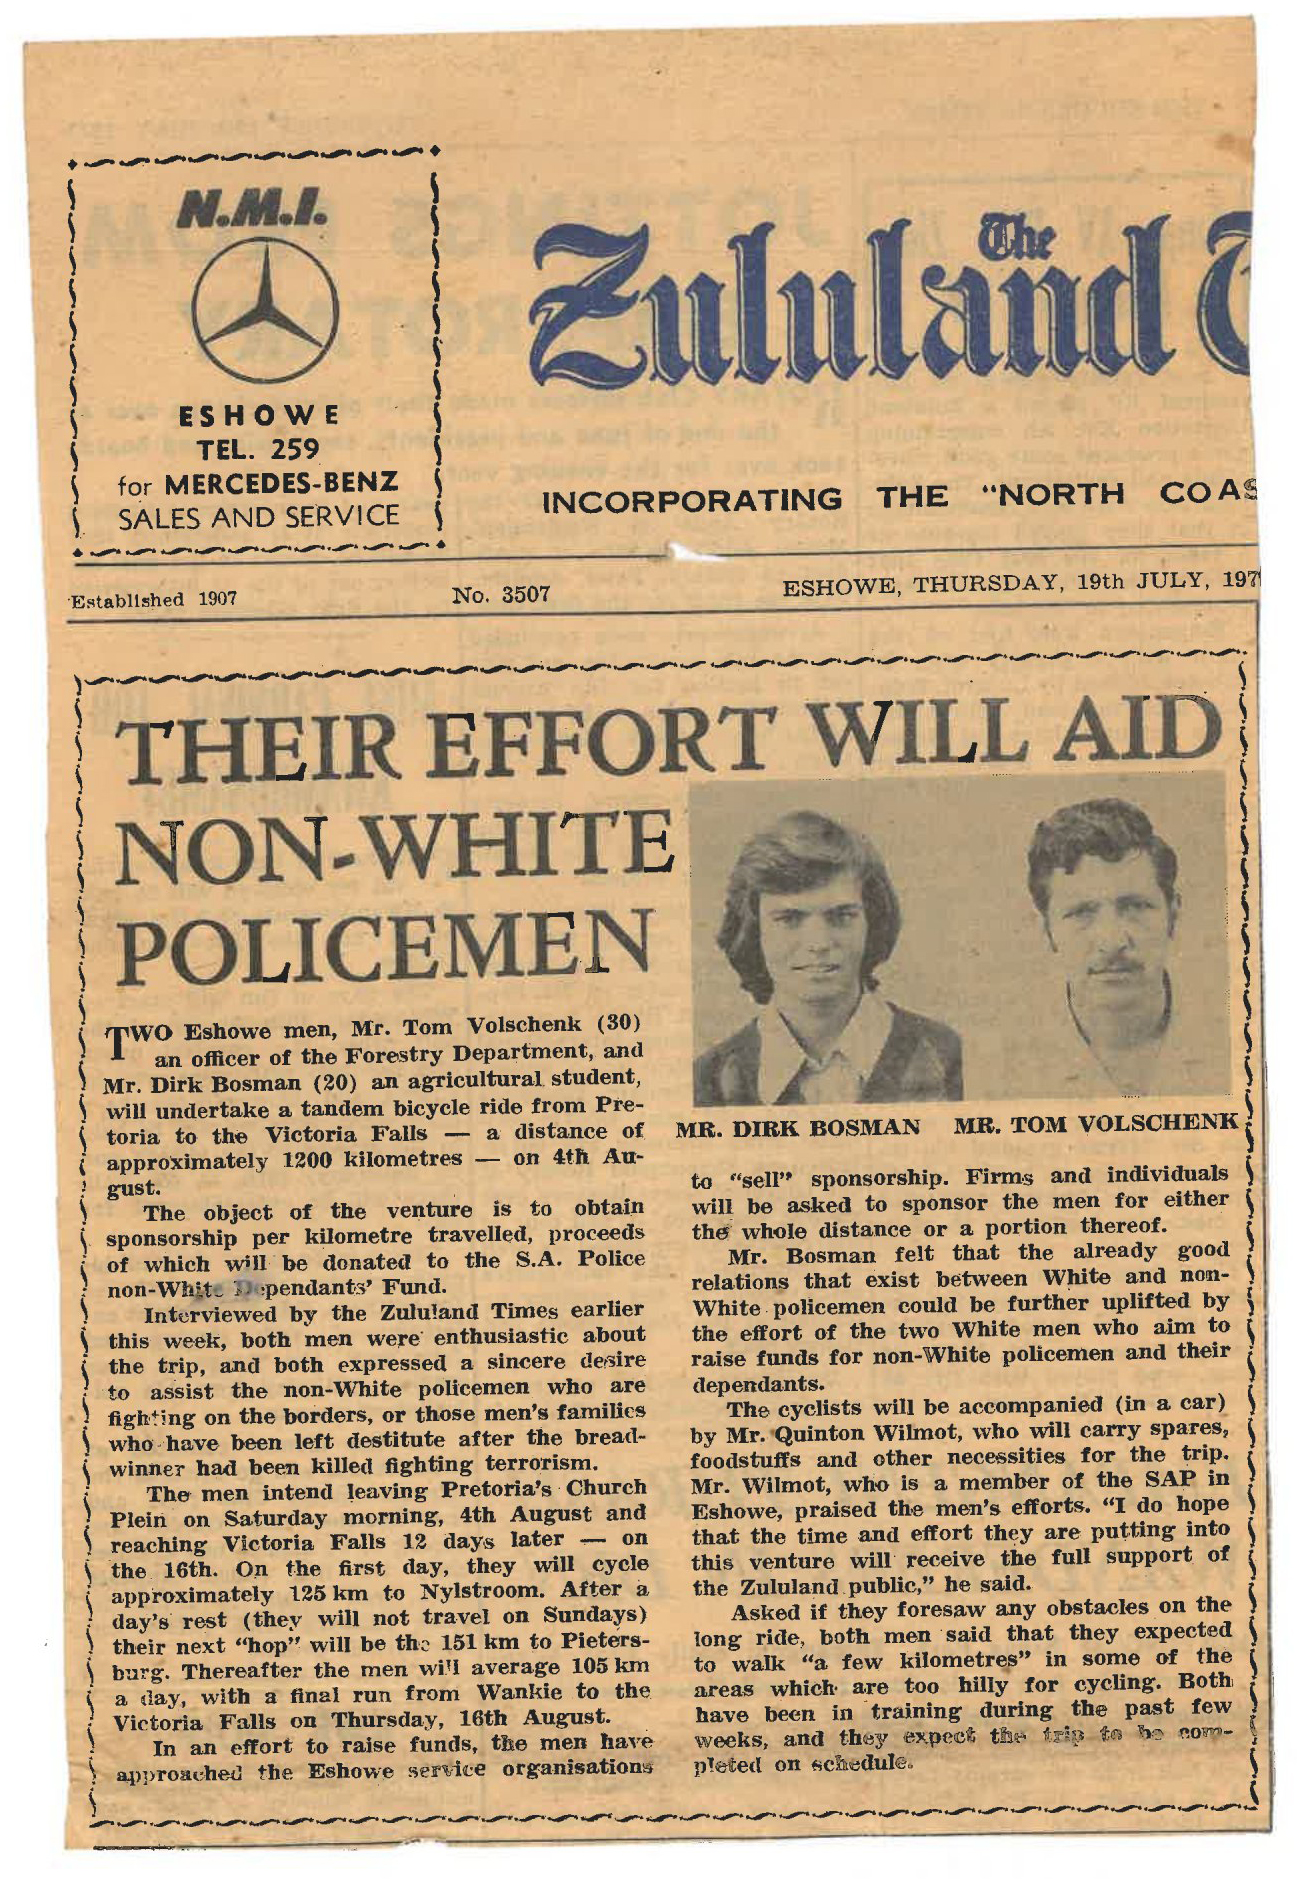 N.M.I.
ESHOWE
TEL. 259
for MERCEDES-BENZ
SALES AND SERVICE
The
Zululand T
INCORPORATING THE "NORTH COAS
Established 1907 No. 3507 ESHOWE, THURSDAY, 19th JULY, 197
THEIR EFFORT WILL AID
NON-WHITE
POLICEMEN
TWO Eshowe men, Mr. Tom Volschenk (30)
an officer of the Forestry Department, and
Mr. Dirk Bosman (20) an agricultural student,
will undertake a tandem bicycle ride from Pre-
toria to the Victoria Falls — a distance of
approximately 1200 kilometres — on 4th Au-
gust.
The object of the venture is to obtain
sponsorship per kilometre travelled, proceeds
of which will be donated to the S.A. Police
non-White Dependants' Fund.
Interviewed by the Zululand Times earlier
this week, both men were enthusiastic about
the trip, and both expressed a sincere desire
to assist the non-White policemen who are
fighting on the borders, or those men's families
who have been left destitute after the bread-
winner had been killed fighting terrorism.
The men intend leaving Pretoria's Church
Plein on Saturday morning, 4th August and
reaching Victoria Falls 12 days later — on
the 16th. On the first day, they will cycle
approximately 125 km to Nylstroom. After a
day's rest (they will not travel on Sundays)
their next "hop" will be the 151 km to Pieters-
burg. Thereafter the men will average 105 km
a day, with a final run from Wankie to the
Victoria Falls on Thursday, 16th August.
In an effort to raise funds, the men have
approached the Eshowe service organisations
MR. DIRK BOSMAN MR. TOM VOLSCHENK
to "sell" sponsorship. Firms and individuals
will be asked to sponsor the men for either
the whole distance or a portion thereof.
Mr. Bosman felt that the already good
relations that exist between White and non-
White policemen could be further uplifted by
the effort of the two White men who aim to
raise funds for non-White policemen and their
dependants.
The cyclists will be accompanied (in a car)
by Mr. Quinton Wilmot, who will carry spares,
foodstuffs and other necessities for the trip.
Mr. Wilmot, who is a member of the SAP in
Eshowe, praised the men's efforts. "I do hope
that the time and effort they are putting into
this venture will receive the full support of
the Zululand public," he said.
Asked if they foresaw any obstacles on the
long ride, both men said that they expected
to walk "a few kilometres" in some of the
areas which are too hilly for cycling. Both
have been in training during the past few
weeks, and they expect the trip to be com-
pleted on schedule.